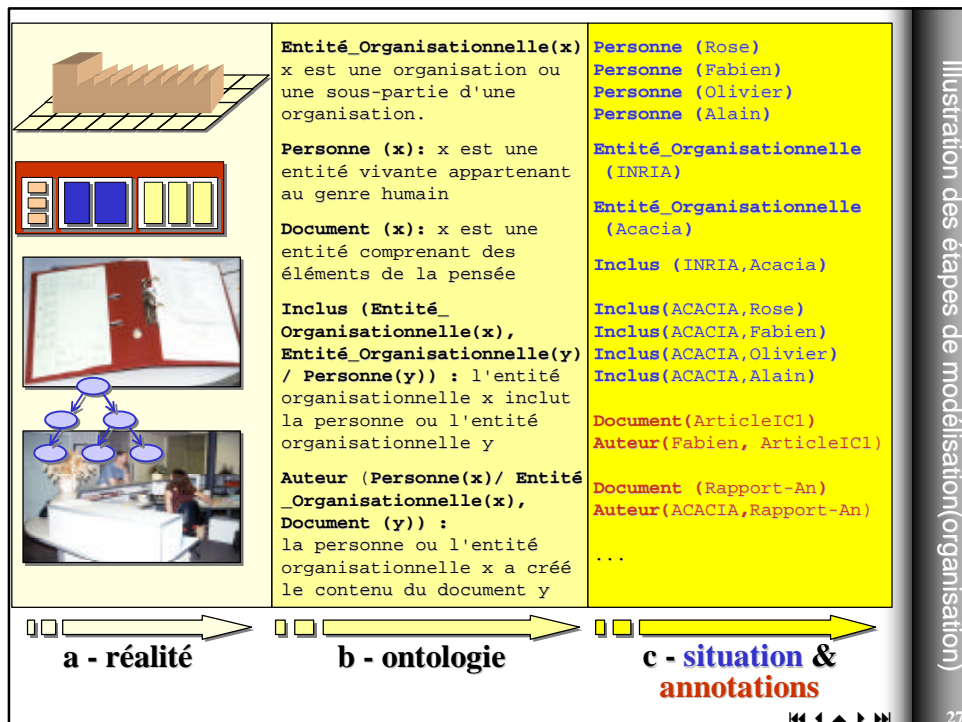 Entité_Organisationnelle(x)
x est une organisation ou
une sous-partie d'une
organisation.
Personne (x): x est une
entité vivante appartenant
au genre humain
Document (x): x est une
entité comprenant des
éléments de la pensée
Inclus (Entité_
Organisationnelle(x),
Entité_Organisationnelle(y)
/ Personne(y)) : l'entité
organisationnelle x inclut
la personne ou l'entité
organisationnelle y
Auteur (Personne(x)/ Entité
_Organisationnelle(x),
Document (y)) :
la personne ou l'entité
organisationnelle x a créé
le contenu du document y
Personne (Rose)
Personne (Fabien)
Personne (Olivier)
Personne (Alain)
Entité_Organisationnelle
(INRIA)
Entité_Organisationnelle
(Acacia)
Inclus (INRIA,Acacia)
Inclus(ACACIA,Rose)
Inclus(ACACIA,Fabien)
Inclus(ACACIA,Olivier)
Inclus(ACACIA,Alain)
Document(ArticleIC1)
Auteur(Fabien, ArticleIC1)
Document (Rapport-An)
Auteur(ACACIA,Rapport-An)
...
a - réalité
b - ontologie
c - situation &
annotations
Illustration des étapes de modélisation(organisation)
27